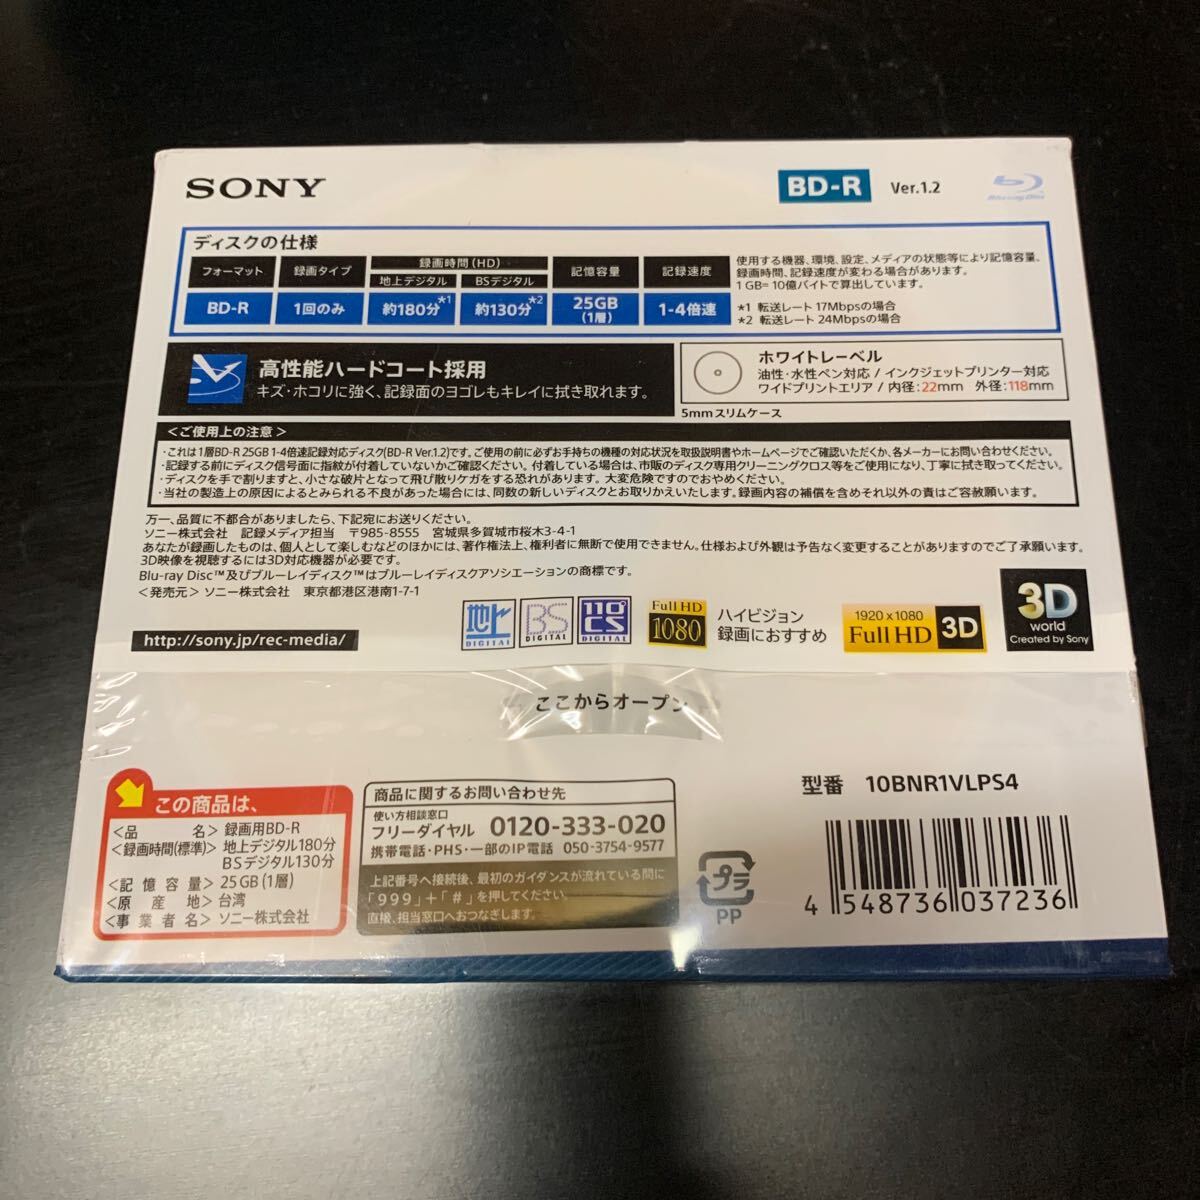 SONY
BD-R Ver.1.2
Blu-ray Disc
ディスクの仕様
フォーマット 録画タイプ 録画時間(HD) 記憶容量 記録速度
地上デジタル BSデジタル
BD-R 1回のみ 約180分*1 約130分*2 25GB (1層) 1-4倍速
使用する機器、環境、設定、メディアの状態等により記憶容量、
録画時間、記録速度が変わる場合があります。
1 GB= 10億バイトで算出しています。
*1 転送レート 17Mbpsの場合
*2 転送レート 24Mbpsの場合
高性能ハードコート採用
キズ・ホコリに強く、記録面のヨゴレもキレイに拭き取れます。
ホワイトレーベル
油性・水性ペン対応 / インクジェットプリンター対応
ワイドプリントエリア / 内径:22mm 外径:118mm
5mmスリムケース
<ご使用上の注意>
・これは1層BD-R 25GB 1-4倍速記録対応ディスク(BD-R Ver.1.2)です。ご使用の前に必ずお手持ちの機種の対応状況を取扱説明書やホームページでご確認いただくか、各メーカーにお問い合わせください。
・記録する前にディスク信号面に指紋が付着していないかご確認ください。付着している場合は、市販のディスク専用クリーニングクロス等をご使用になり、丁寧に拭き取ってください。
・ディスクを手で割りますと、小さな破片となって飛び散りケガをする恐れがあります。大変危険ですのでおやめください。
・当社の製造上の原因によるとみられる不良があった場合には、同数の新しいディスクとお取りかえいたします。録画内容の補償を含めそれ以外の責はご容赦願います。
万一、品質に不都合がありましたら、下記宛にお送りください。
ソニー株式会社 記録メディア担当 〒985-8555 宮城県多賀城市桜木3-4-1
あなたが録画したものは、個人として楽しむなどのほかには、著作権法上、権利者に無断で使用できません。仕様および外観は予告なく変更することがありますのでご了承願います。
3D映像を視聴するには3D対応機器が必要です。
Blu-ray Disc™及びブルーレイディスク™はブルーレイディスクアソシエーションの商標です。
<発売元> ソニー株式会社 東京都港区港南1-7-1
http://sony.jp/rec-media/
地上 DIGITAL
BS DIGITAL
110°CS DIGITAL
Full HD 1080
ハイビジョン
録画におすすめ
1920 x 1080
Full HD 3D
3D
world
Created by Sony
ここからオープン
この商品は、
<品名> 録画用BD-R
<録画時間(標準)> 地上デジタル180分
BSデジタル130分
<記憶容量> 25GB (1層)
<原産地> 台湾
<事業者名> ソニー株式会社
商品に関するお問い合わせ先
使い方相談窓口
フリーダイヤル 0120-333-020
携帯電話・PHS・一部のIP電話 050-3754-9577
上記番号へ接続後、最初のガイダンスが流れている間に
「999」+「#」を押してください。
直接、担当窓口へおつなぎします。
プラ
PP
型番 10BNR1VLPS4
4 548736 037236